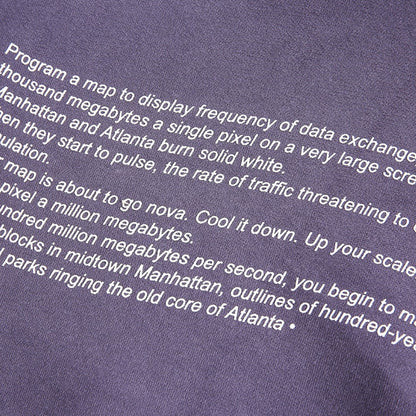 Program a map to display frequency of data exchange
thousand megabytes a single pixel on a very large scre
Manhattan and Atlanta burn solid white.
en they start to pulse, the rate of traffic threatening to
ulation.
map is about to go nova. Cool it down. Up your scale
pixel a million megabytes.
undred million megabytes per second, you begin to m
blocks in midtown Manhattan, outlines of hundred-yea
parks ringing the old core of Atlanta •